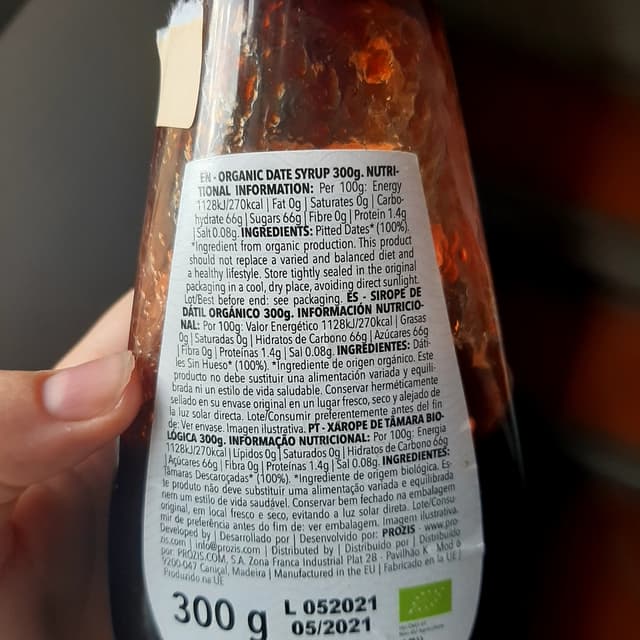 EN - ORGANIC DATE SYRUP 300g. NUTRI-
TIONAL INFORMATION: Per 100g: Energy
1128kJ/270kcal | Fat 0g | Saturates 0g | Carbo-
hydrate 66g | Sugars 66g | Fibre 0g | Protein 1.4g
| Salt 0.08g. INGREDIENTS: Pitted Dates* (100%).
*Ingredient from organic production. This product
should not replace a varied and balanced diet and
a healthy lifestyle. Store tightly sealed in the original
packaging in a cool, dry place, avoiding direct sunlight.
Lot/Best before end: see packaging. ES - SIROPE DE
DÁTIL ORGÁNICO 300g. INFORMACIÓN NUTRICIO-
NAL: Por 100g: Valor Energético 1128kJ/270kcal | Grasas
0g | Saturadas 0g | Hidratos de Carbono 66g | Azúcares 66g
| Fibra 0g | Proteínas 1.4g | Sal 0.08g. INGREDIENTES: Dáti-
les Sin Hueso* (100%). *Ingrediente de origen orgánico. Este
producto no debe sustituir una alimentación variada y equili-
brada ni un estilo de vida saludable. Conservar herméticamente
sellado en su envase original en un lugar fresco, seco y alejado de
la luz solar directa. Lote/Consumir preferentemente antes del fin
de: Ver envase. Imagen ilustrativa. PT - XAROPE DE TÂMARA BIO-
LÓGICA 300g. INFORMAÇÃO NUTRICIONAL: Por 100g: Energia
1128kJ/270kcal | Lípidos 0g | Saturados 0g | Hidratos de Carbono 66g
| Açúcares 66g | Fibra 0g | Proteínas 1.4g | Sal 0.08g. INGREDIENTES:
Tâmaras Descaroçadas* (100%). *Ingrediente de origem biológica. Es-
te produto não deve substituir uma alimentação variada e equilibrada
nem um estilo de vida saudável. Conservar bem fechado na embalagem
original, em local fresco e seco, evitando a luz solar direta. Lote/Consu-
mir de preferência antes do fim de: ver embalagem. Imagem ilustrativa.
Developed by | Desarrollado por | Desenvolvido por: PROZIS - www.pro-
zis.com | info@prozis.com | Distributed by | Distribuido por | Distribuído
por: PROZIS.COM, S.A. Zona Franca Industrial Plat 28 - Pavilhão K - Mod 6
9200-047 Caniçal, Madeira | Manufactured in the EU | Fabricado en la UE |
Produzido na UE
300 g
L 052021
05/2021